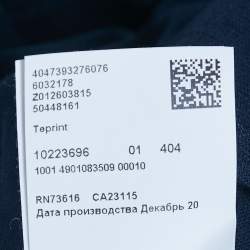 4047393276076
6032178
Z012603815
50448161
Teprint
10223696 01 404
1001 4901083509 00010
RN73616 CA23115
Дата производства Декабрь 20